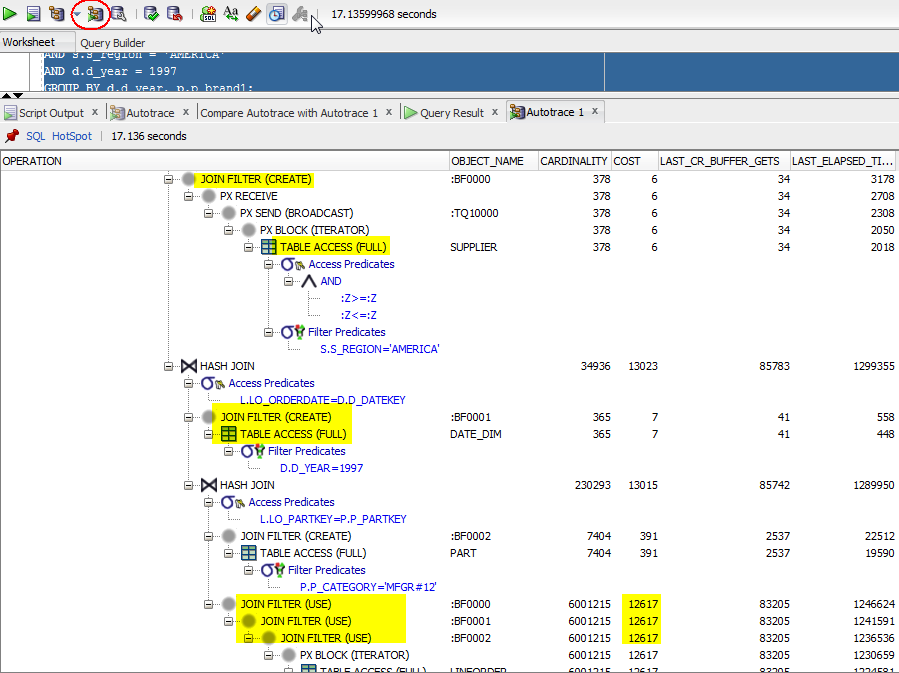 17.13599968 seconds
Worksheet Query Builder
AND s.s_region = 'AMERICA'
AND d.d_year = 1997
GROUP BY d.d_year, p.p_brand1;
Script Output x Autotrace x Compare Autotrace with Autotrace 1 x Query Result x Autotrace 1 x
SQL HotSpot 17.136 seconds
OPERATION OBJECT_NAME CARDINALITY COST LAST_CR_BUFFER_GETS LAST_ELAPSED_TI...
JOIN FILTER (CREATE) :BF0000 378 6 34 3178
PX RECEIVE 378 6 34 2708
PX SEND (BROADCAST) :TQ10000 378 6 34 2308
PX BLOCK (ITERATOR) 378 6 34 2050
TABLE ACCESS (FULL) SUPPLIER 378 6 34 2018
Access Predicates
AND
:Z>=:Z
:Z<=:Z
Filter Predicates
S.S_REGION='AMERICA'
HASH JOIN 34936 13023 85783 1299355
Access Predicates
L.LO_ORDERDATE=D.D_DATEKEY
JOIN FILTER (CREATE) :BF0001 365 7 41 558
TABLE ACCESS (FULL) DATE_DIM 365 7 41 448
Filter Predicates
D.D_YEAR=1997
HASH JOIN 230293 13015 85742 1289950
Access Predicates
L.LO_PARTKEY=P.P_PARTKEY
JOIN FILTER (CREATE) :BF0002 7404 391 2537 22512
TABLE ACCESS (FULL) PART 7404 391 2537 19590
Filter Predicates
P.P_CATEGORY='MFGR#12'
JOIN FILTER (USE) :BF0000 6001215 12617 83205 1246624
JOIN FILTER (USE) :BF0001 6001215 12617 83205 1241591
JOIN FILTER (USE) :BF0002 6001215 12617 83205 1236536
PX BLOCK (ITERATOR) 6001215 12617 83205 1230659
TABLE ACCESS (FULL) LINEORDER 6001215 12617 83205 1224581